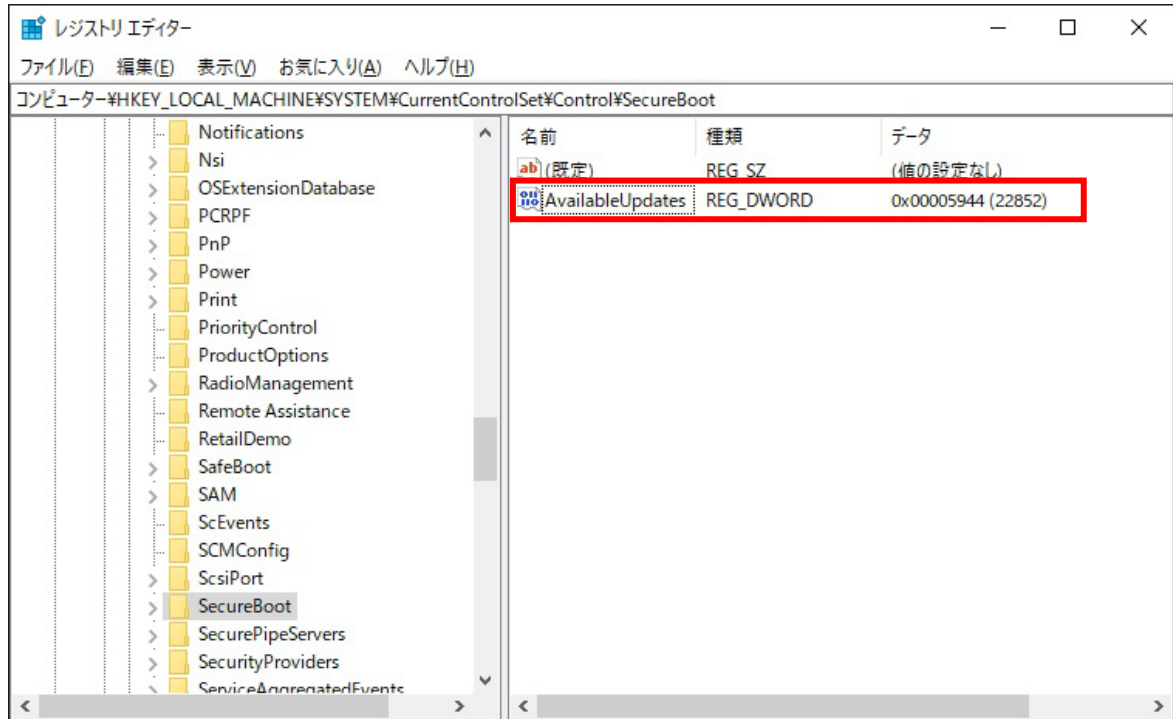 レジストリ エディター
ファイル(F) 編集(E) 表示(V) お気に入り(A) ヘルプ(H)
コンピューター¥HKEY_LOCAL_MACHINE¥SYSTEM¥CurrentControlSet¥Control¥SecureBoot
Notifications
Nsi
OSExtensionDatabase
PCRPF
PnP
Power
Print
PriorityControl
ProductOptions
RadioManagement
Remote Assistance
RetailDemo
SafeBoot
SAM
ScEvents
SCMConfig
ScsiPort
SecureBoot
SecurePipeServers
SecurityProviders
ServiceAggregatedEvents
名前 種類 データ
ab (既定) REG_SZ (値の設定なし)
AvailableUpdates REG_DWORD 0x00005944 (22852)